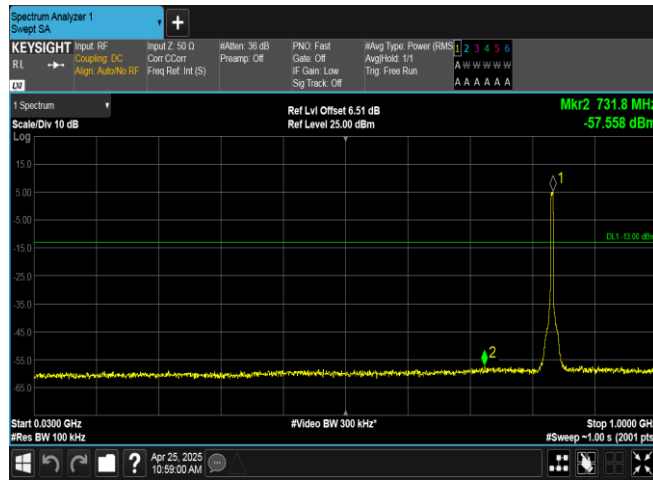 Spectrum Analyzer 1
Swept SA
KEYSIGHT Input: RF Input Z: 50 Ω #Atten: 36 dB PNO: Fast #Avg Type: Power (RMS 1 2 3 4 5 6
RL Coupling: DC Corr CCorr Preamp: Off Gate: Off Avg|Hold: 1/1 A W W W W W
Align: Auto/No RF Freq Ref: Int (S) IF Gain: Low Trig: Free Run
LXI Sig Track: Off A A A A A A
1 Spectrum
Ref Lvl Offset 6.51 dB Mkr2 731.8 MHz
Scale/Div 10 dB Ref Level 25.00 dBm -57.558 dBm
Log
15.0
1
5.00
-5.00
DL1 -13.00 dBm
-15.0
-25.0
-35.0
-45.0
2
-55.0
-65.0
Start 0.0300 GHz #Video BW 300 kHz* Stop 1.0000 GHz
#Res BW 100 kHz #Sweep ~1.00 s (2001 pts
? Apr 25, 2025
10:59:00 AM